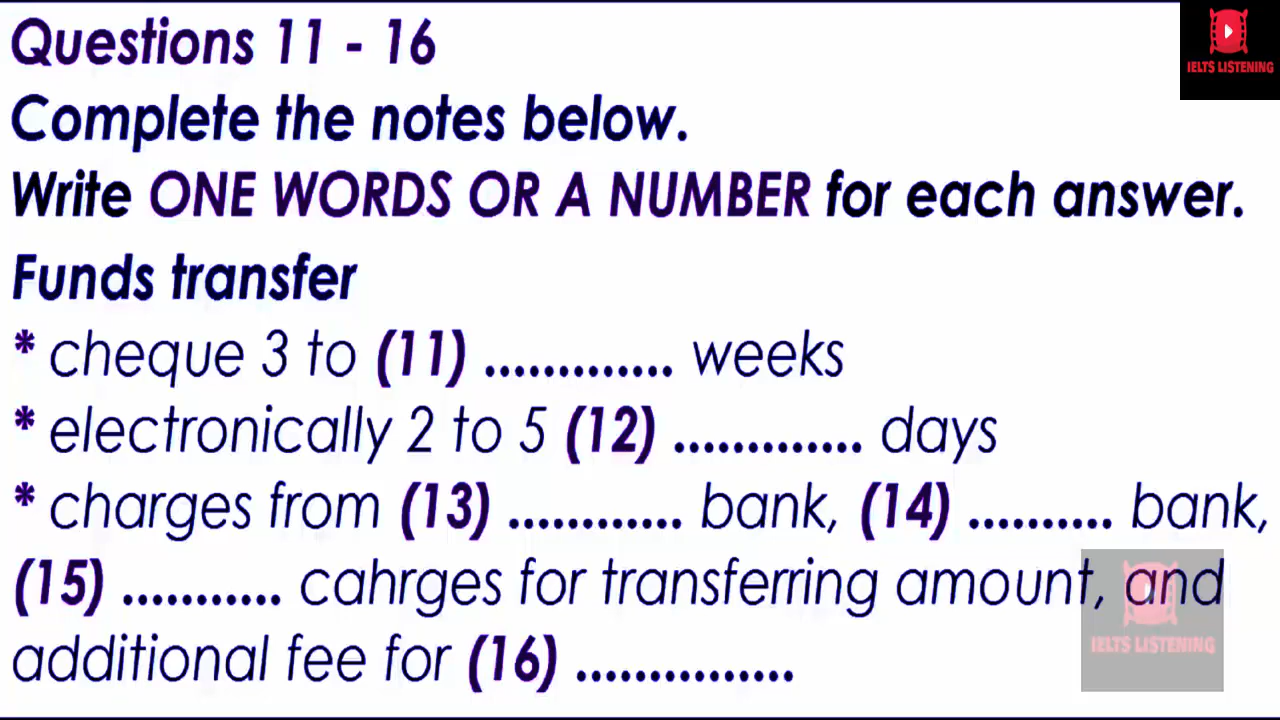 Questions 11 - 16
IELTS LISTENING
Complete the notes below.
Write ONE WORDS OR A NUMBER for each answer.
Funds transfer
* cheque 3 to (11) ............. weeks
* electronically 2 to 5 (12) ............. days
* charges from (13) ............ bank, (14) .......... bank,
(15) ........... cahrges for transferring amount, and
IELTS LISTENING
additional fee for (16) ...............